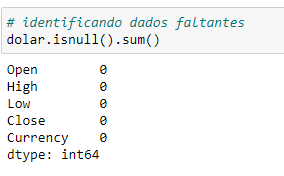 # identificando dados faltantes
dolar.isnull().sum()
Open 0
High 0
Low 0
Close 0
Currency 0
dtype: int64